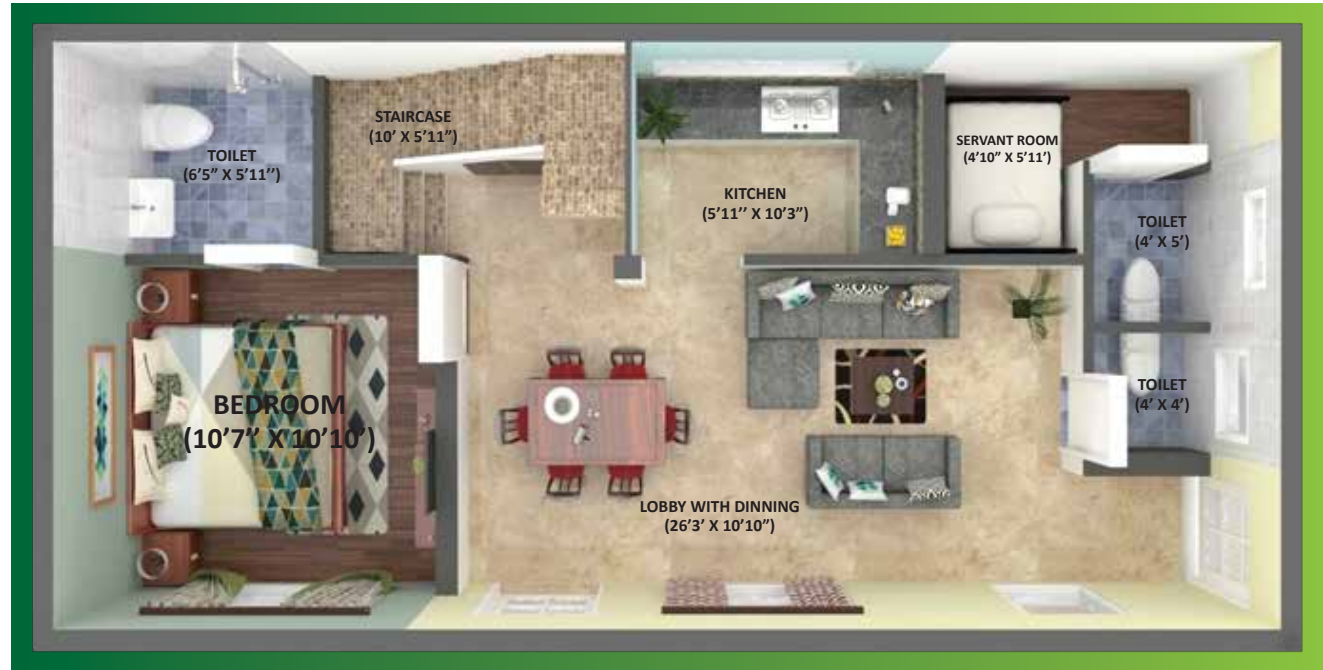 STAIRCASE
(10' X 5'11")
TOILET
(6'5" X 5'11'')
SERVANT ROOM
(4'10" X 5'11')
KITCHEN
(5'11'' X 10'3")
TOILET
(4' X 5')
BEDROOM
(10'7" X 10'10')
TOILET
(4' X 4')
LOBBY WITH DINNING
(26'3' X 10'10")